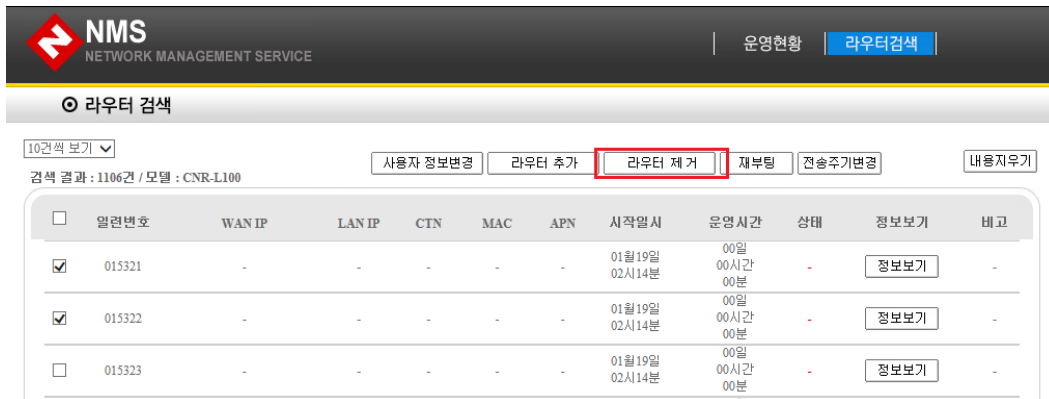 NMS
NETWORK MANAGEMENT SERVICE
운영현황 라우터검색
라우터 검색
10건씩 보기
사용자 정보변경 라우터 추가 라우터 제거 재부팅 전송주기변경 내용지우기
검색 결과 : 1106건 / 모델 : CNR-L100
일련번호 WAN IP LAN IP CTN MAC APN 시작일시 운영시간 상태 정보보기 비고
015321 - - - - - 01월19일 02시14분 00일 00시간 00분 - 정보보기 -
015322 - - - - - 01월19일 02시14분 00일 00시간 00분 - 정보보기 -
015323 - - - - - 01월19일 02시14분 00일 00시간 00분 - 정보보기 -